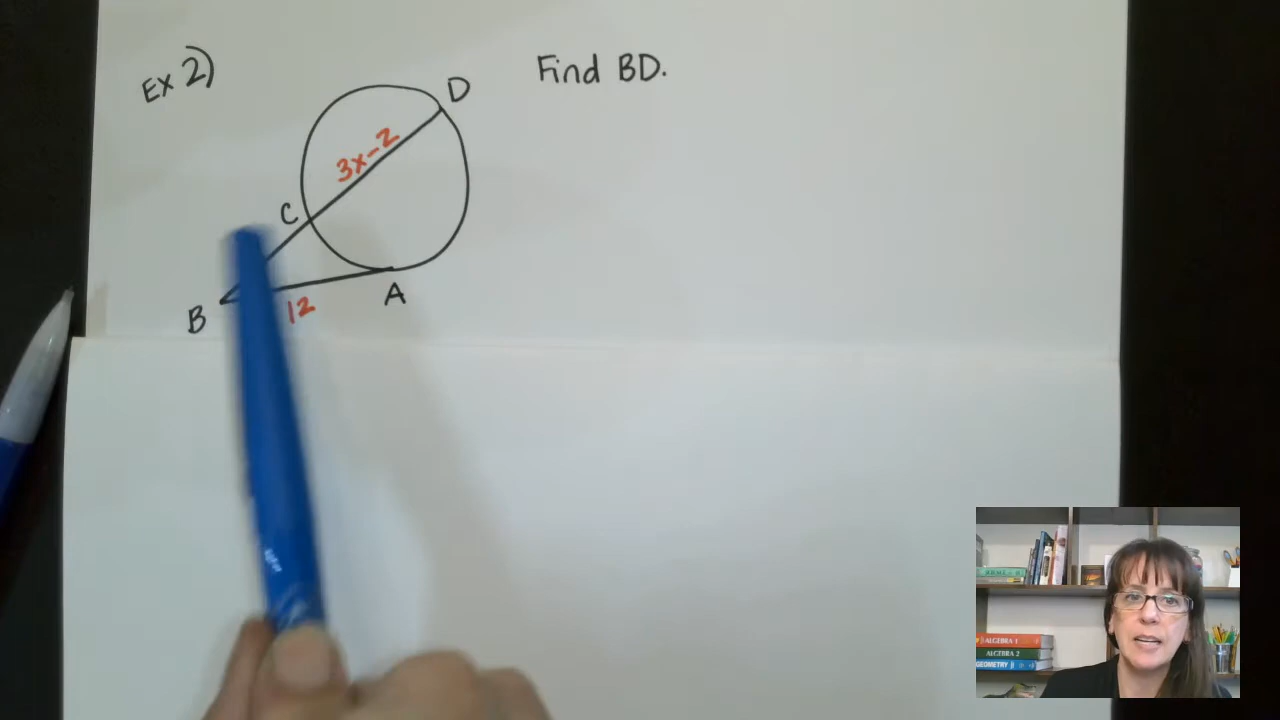 Ex 2)
Find BD.
D
3x-2
C
B
12
A
ALGEBRA 1
ALGEBRA 2
GEOMETRY